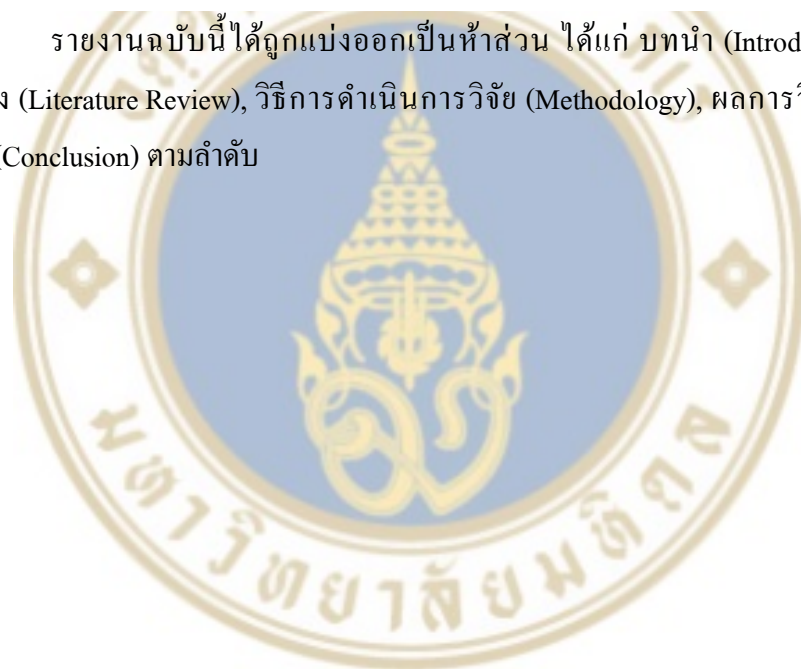 รายงานฉบับนี้ได้ถูกแบ่งออกเป็นห้าส่วน ได้แก่ บทนำ (Introd
ง (Literature Review), วิธีการดำเนินการวิจัย (Methodology), ผลการวิ
(Conclusion) ตามลำดับ
มหาวิทยาลัยมหิดล